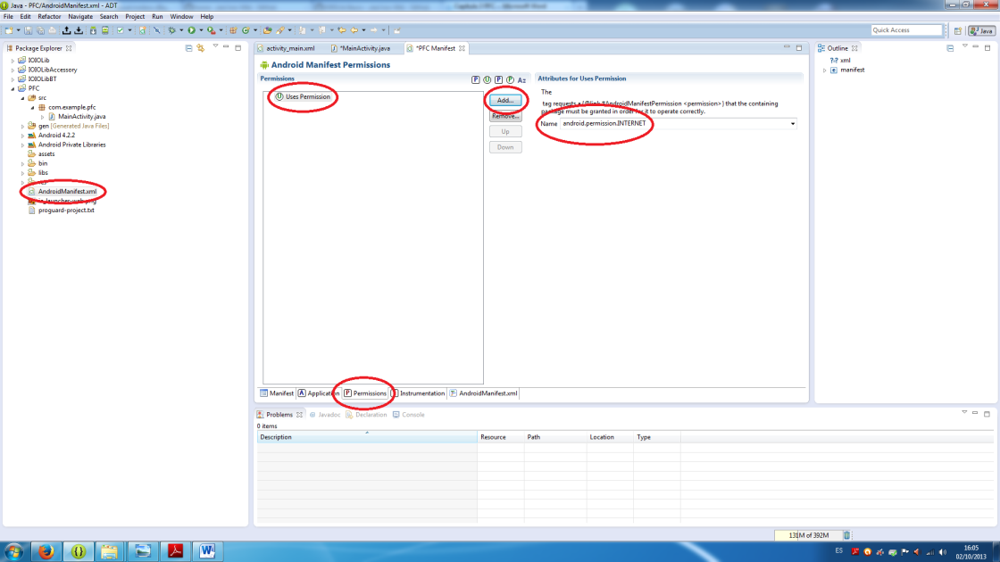 Java - PFC/AndroidManifest.xml - ADT
File Edit Refactor Navigate Search Project Run Window Help
Quick Access
Java
Package Explorer
IOIOLib
IOIOLibAccessory
IOIOLibBT
PFC
src
com.example.pfc
MainActivity.java
gen [Generated Java Files]
Android 4.2.2
Android Private Libraries
assets
bin
libs
AndroidManifest.xml
proguard-project.txt
activity_main.xml
*MainActivity.java
*PFC Manifest
Android Manifest Permissions
Permissions
P U P P Az
U Uses Permission
Add...
Remove...
Up
Down
Attributes for Uses Permission
The
tag requests a {@link #AndroidManifestPermission <permission>} that the containing
package must be granted in order for it to operate correctly.
Name android.permission.INTERNET
Manifest A Application P Permissions Instrumentation AndroidManifest.xml
Outline
?=? xml
manifest
Problems Javadoc Declaration Console
0 items
Description Resource Path Location Type
131M of 392M
ES
16:05
02/10/2013